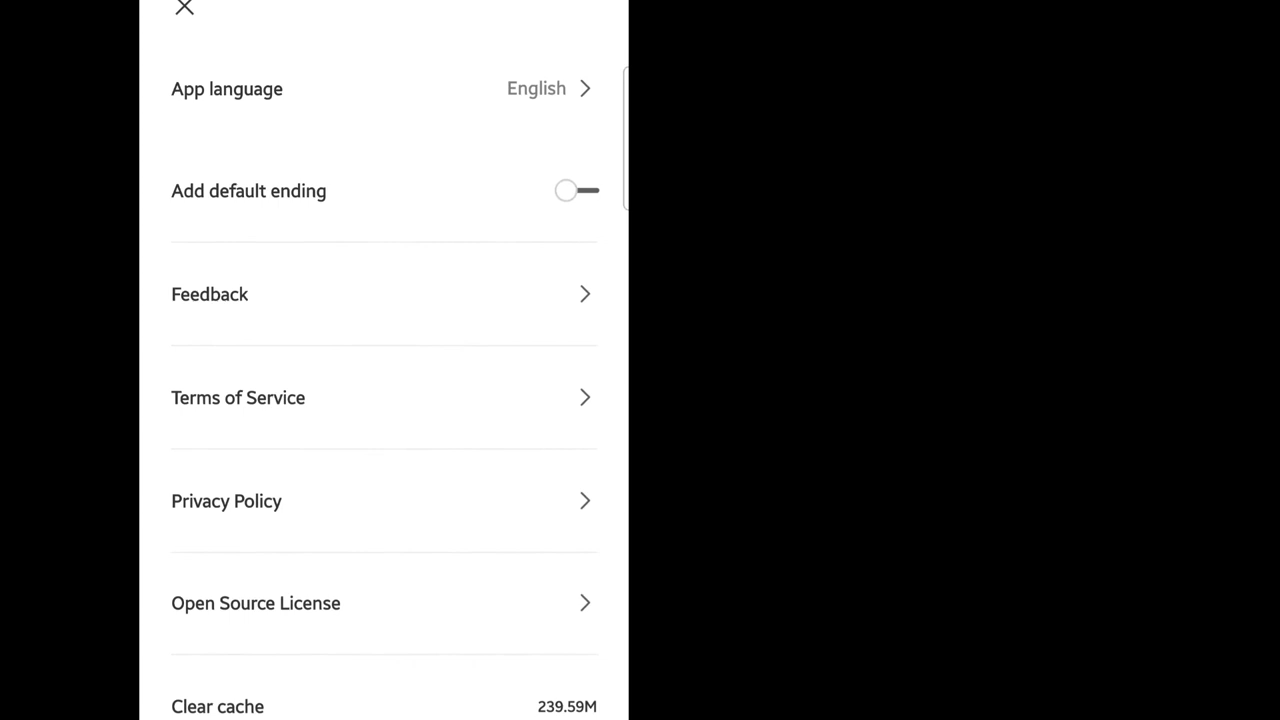 App language English
Add default ending
Feedback
Terms of Service
Privacy Policy
Open Source License
Clear cache 239.59M